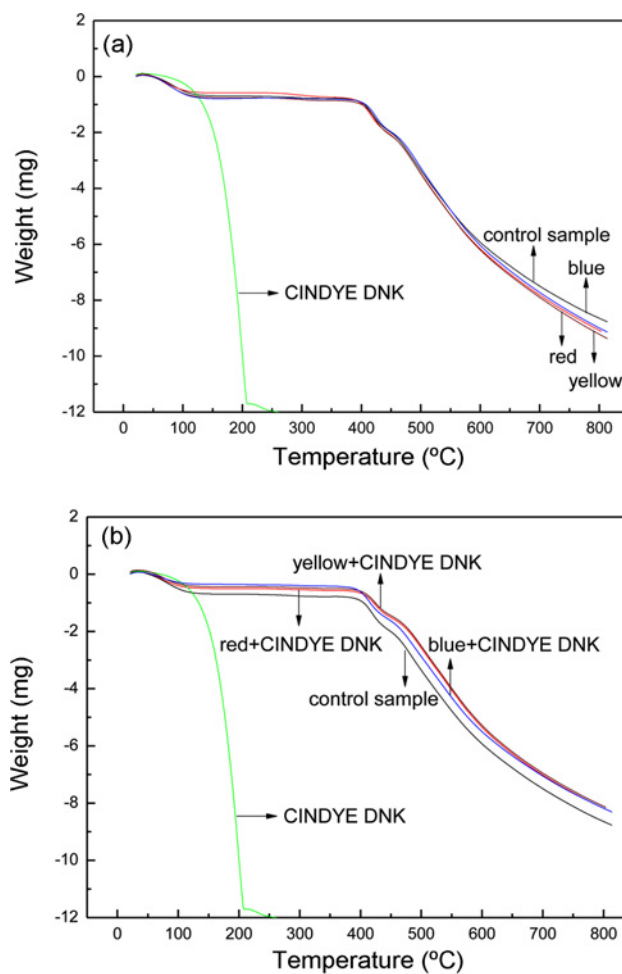 (a)
2
0
-2
-4
-6
-8
-10
-12
Weight (mg)
control sample
blue
CINDYE DNK
red
yellow
0 100 200 300 400 500 600 700 800
Temperature (ºC)
(b)
2
0
-2
-4
-6
-8
-10
-12
Weight (mg)
yellow+CINDYE DNK
red+CINDYE DNK
blue+CINDYE DNK
control sample
CINDYE DNK
0 100 200 300 400 500 600 700 800
Temperature (ºC)